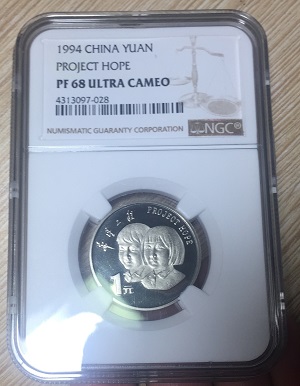 1994 CHINA YUAN
PROJECT HOPE
PF 68 ULTRA CAMEO
4313097-028
NUMISMATIC GUARANTY CORPORATION
NGC®
希望工程
PROJECT HOPE
1元